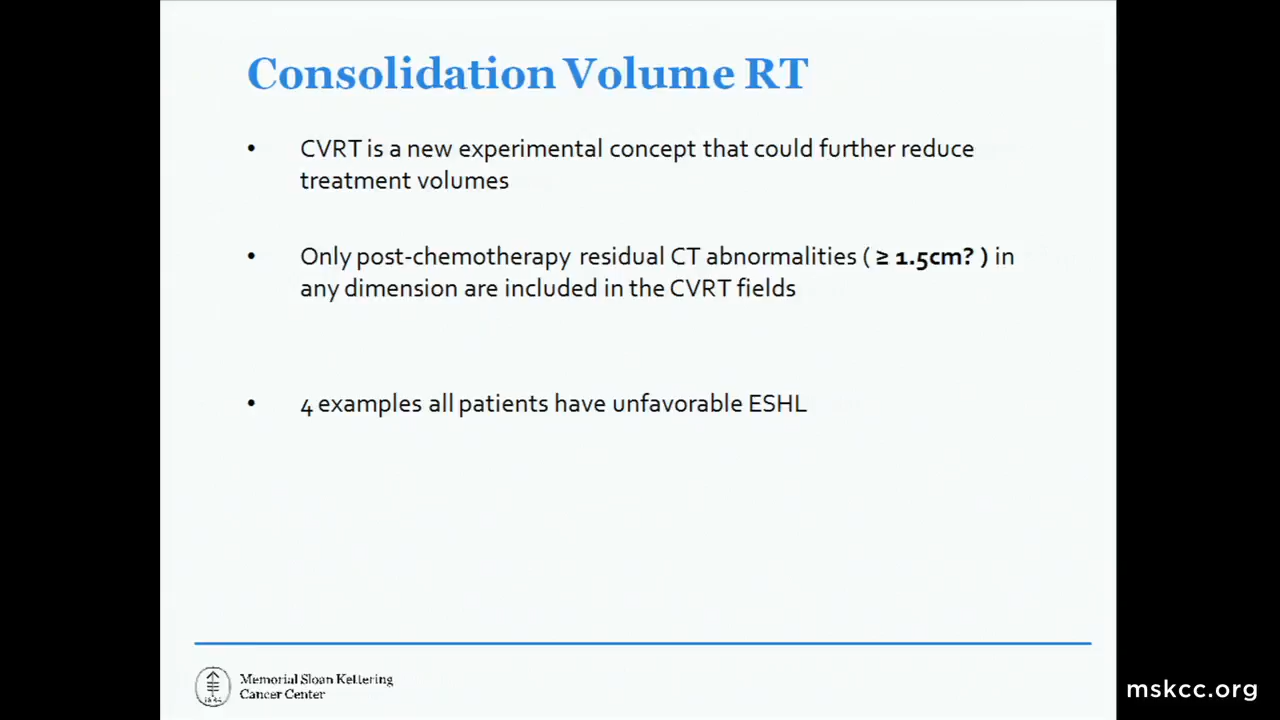 Consolidation Volume RT
• CVRT is a new experimental concept that could further reduce
treatment volumes
• Only post-chemotherapy residual CT abnormalities ( ≥ 1.5cm? ) in
any dimension are included in the CVRT fields
• 4 examples all patients have unfavorable ESHL
Memorial Sloan Kettering
Cancer Center
mskcc.org